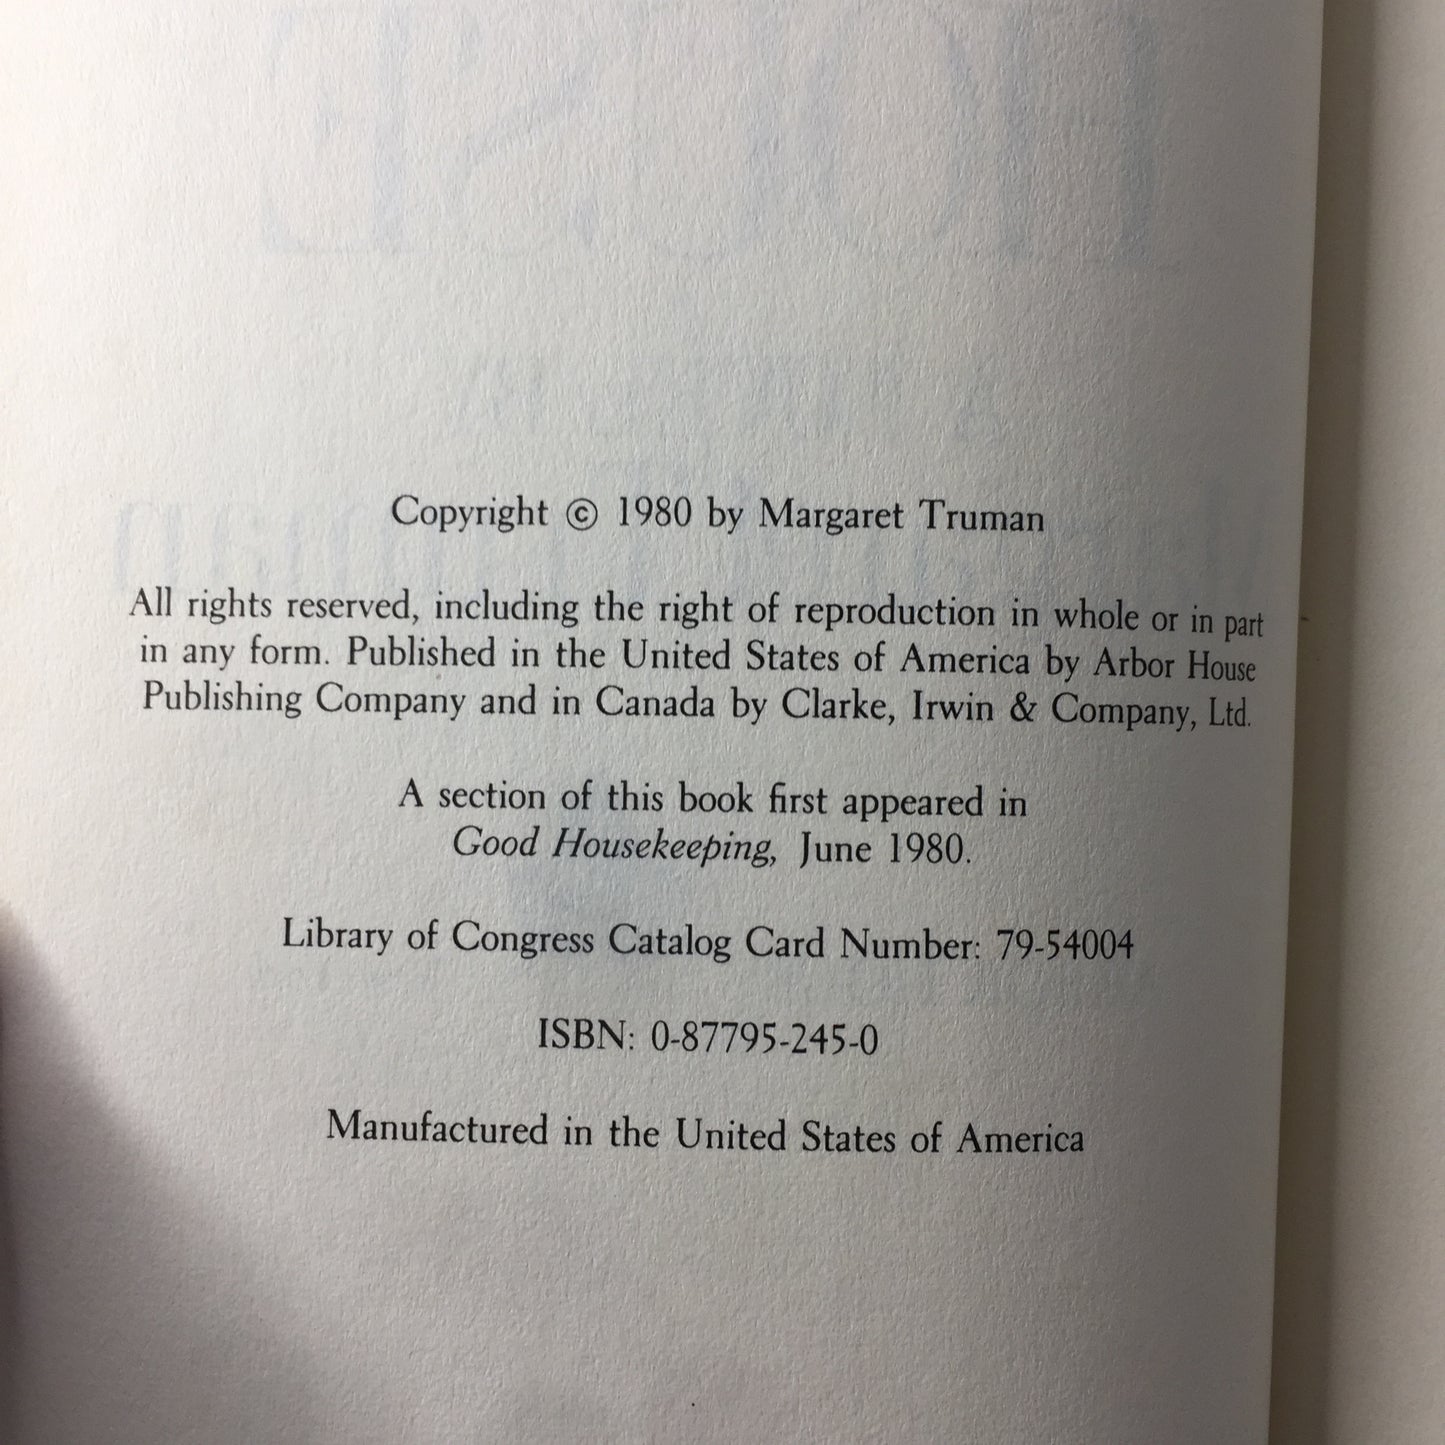 Copyright © 1980 by Margaret Truman
All rights reserved, including the right of reproduction in whole or in part
in any form. Published in the United States of America by Arbor House
Publishing Company and in Canada by Clarke, Irwin & Company, Ltd.
A section of this book first appeared in
Good Housekeeping, June 1980.
Library of Congress Catalog Card Number: 79-54004
ISBN: 0-87795-245-0
Manufactured in the United States of America